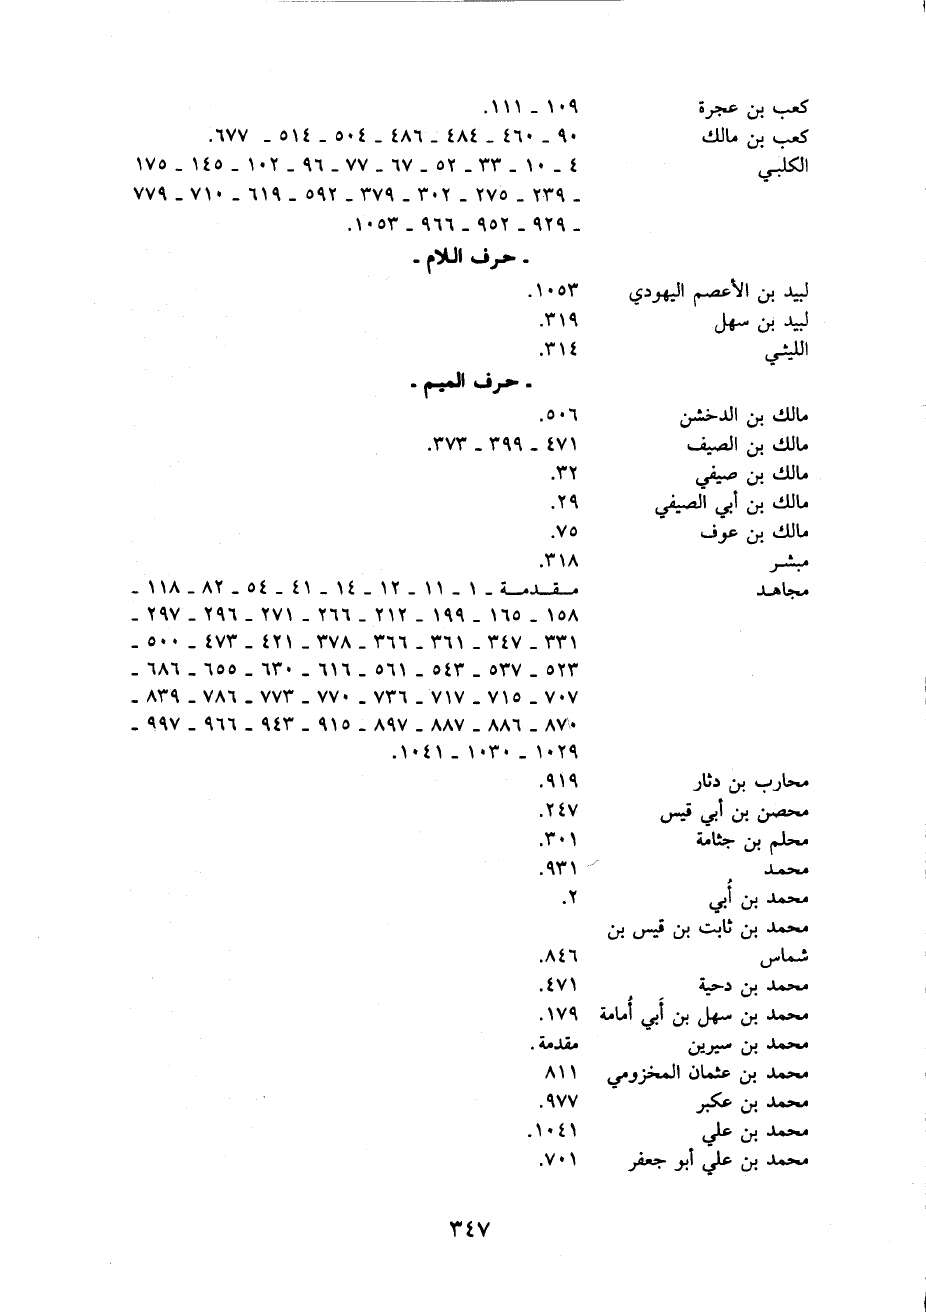 كعب بن عجرة ١٠٩ ـ ١١١.
كعب بن مالك ٩٠ ـ ٤٦٠ ـ ٤٨٤ ـ ٤٨٦ ـ ٥٠٤ ـ ٥١٤ ـ ٦٧٧.
الكلبي ٤ ـ ١٠ ـ ٣٣ ـ ٥٢ ـ ٦٧ ـ ٧٧ ـ ٩٦ ـ ١٠٢ ـ ١٤٥ ـ ١٧٥
ـ ٢٣٩ ـ ٢٧٥ ـ ٣٠٢ ـ ٣٧٩ ـ ٥٩٢ ـ ٦١٩ ـ ٧١٠ ـ ٧٧٩
ـ ٩٢٩ ـ ٩٥٢ ـ ٩٦٦ ـ ١٠٥٣.
ـ حرف اللام ـ
لبيد بن الأعصم اليهودي ١٠٥٣.
لبيد بن سهل ٣١٩.
الليثي ٣١٤.
ـ حرف الميم ـ
مالك بن الدخشن ٥٠٦.
مالك بن الصيف ٤٧١ ـ ٣٩٩ ـ ٣٧٣.
مالك بن صيفي ٣٢.
مالك بن أبي الصيفي ٢٩.
مالك بن عوف ٧٥.
مبشر ٣١٨.
مجاهد مقدمة ـ ١ ـ ١١ ـ ١٢ ـ ١٤ ـ ٤١ ـ ٥٤ ـ ٨٢ ـ ١١٨ ـ
١٥٨ ـ ١٦٥ ـ ١٩٩ ـ ٢١٢ ـ ٢٦٦ ـ ٢٧١ ـ ٢٩٦ ـ ٢٩٧ ـ
٣٣١ ـ ٣٤٧ ـ ٣٦١ ـ ٣٦٦ ـ ٣٧٨ ـ ٤٢١ ـ ٤٧٣ ـ ٥٠٠ ـ
٥٢٣ ـ ٥٣٧ ـ ٥٤٣ ـ ٥٦١ ـ ٦١٦ ـ ٦٣٠ ـ ٦٥٥ ـ ٦٨٦ ـ
٧٠٧ ـ ٧١٥ ـ ٧١٧ ـ ٧٣٦ ـ ٧٧٠ ـ ٧٧٣ ـ ٧٨٦ ـ ٨٣٩ ـ
٨٧٠ ـ ٨٨٦ ـ ٨٨٧ ـ ٨٩٧ ـ ٩١٥ ـ ٩٤٣ ـ ٩٦٦ ـ ٩٩٧ ـ
١٠٢٩ ـ ١٠٣٠ ـ ١٠٤١.
محارب بن دثار ٩١٩.
محصن بن أبي قيس ٢٤٧.
محلم بن جثامة ٣٠١.
محمد ٩٣١.
محمد بن أُبي ٢.
محمد بن ثابت بن قيس بن
شماس ٨٤٦.
محمد بن دحية ٤٧١.
محمد بن سهل بن أَبي أُمامة ١٧٩.
محمد بن سيرين مقدمة.
محمد بن عثمان المخزومي ٨١١
محمد بن عكبر ٩٧٧.
محمد بن علي ١٠٤١.
محمد بن علي أبو جعفر ٧٠١.
٣٤٧